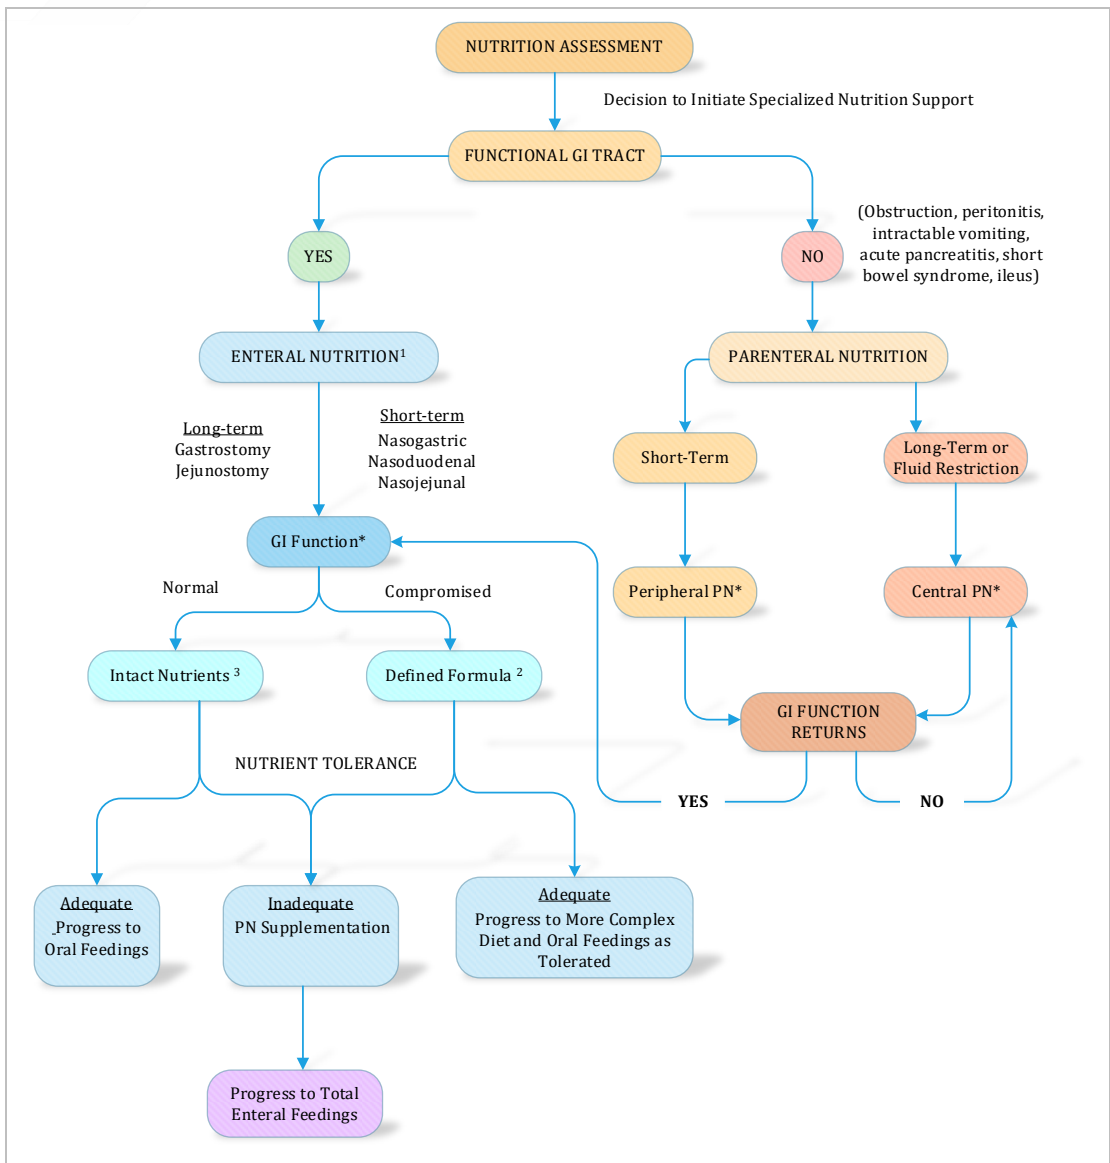 NUTRITION ASSESSMENT
Decision to Initiate Specialized Nutrition Support
FUNCTIONAL GI TRACT
YES
NO
(Obstruction, peritonitis,
intractable vomiting,
acute pancreatitis, short
bowel syndrome, ileus)
ENTERAL NUTRITION¹
PARENTERAL NUTRITION
Long-term
Gastrostomy
Jejunostomy
Short-term
Nasogastric
Nasoduodenal
Nasojejunal
Short-Term
Long-Term or
Fluid Restriction
GI Function*
Normal
Compromised
Peripheral PN*
Central PN*
Intact Nutrients ³
Defined Formula ²
GI FUNCTION
RETURNS
NUTRIENT TOLERANCE
YES
NO
Adequate
Progress to
Oral Feedings
Inadequate
PN Supplementation
Adequate
Progress to More Complex
Diet and Oral Feedings as
Tolerated
Progress to Total
Enteral Feedings